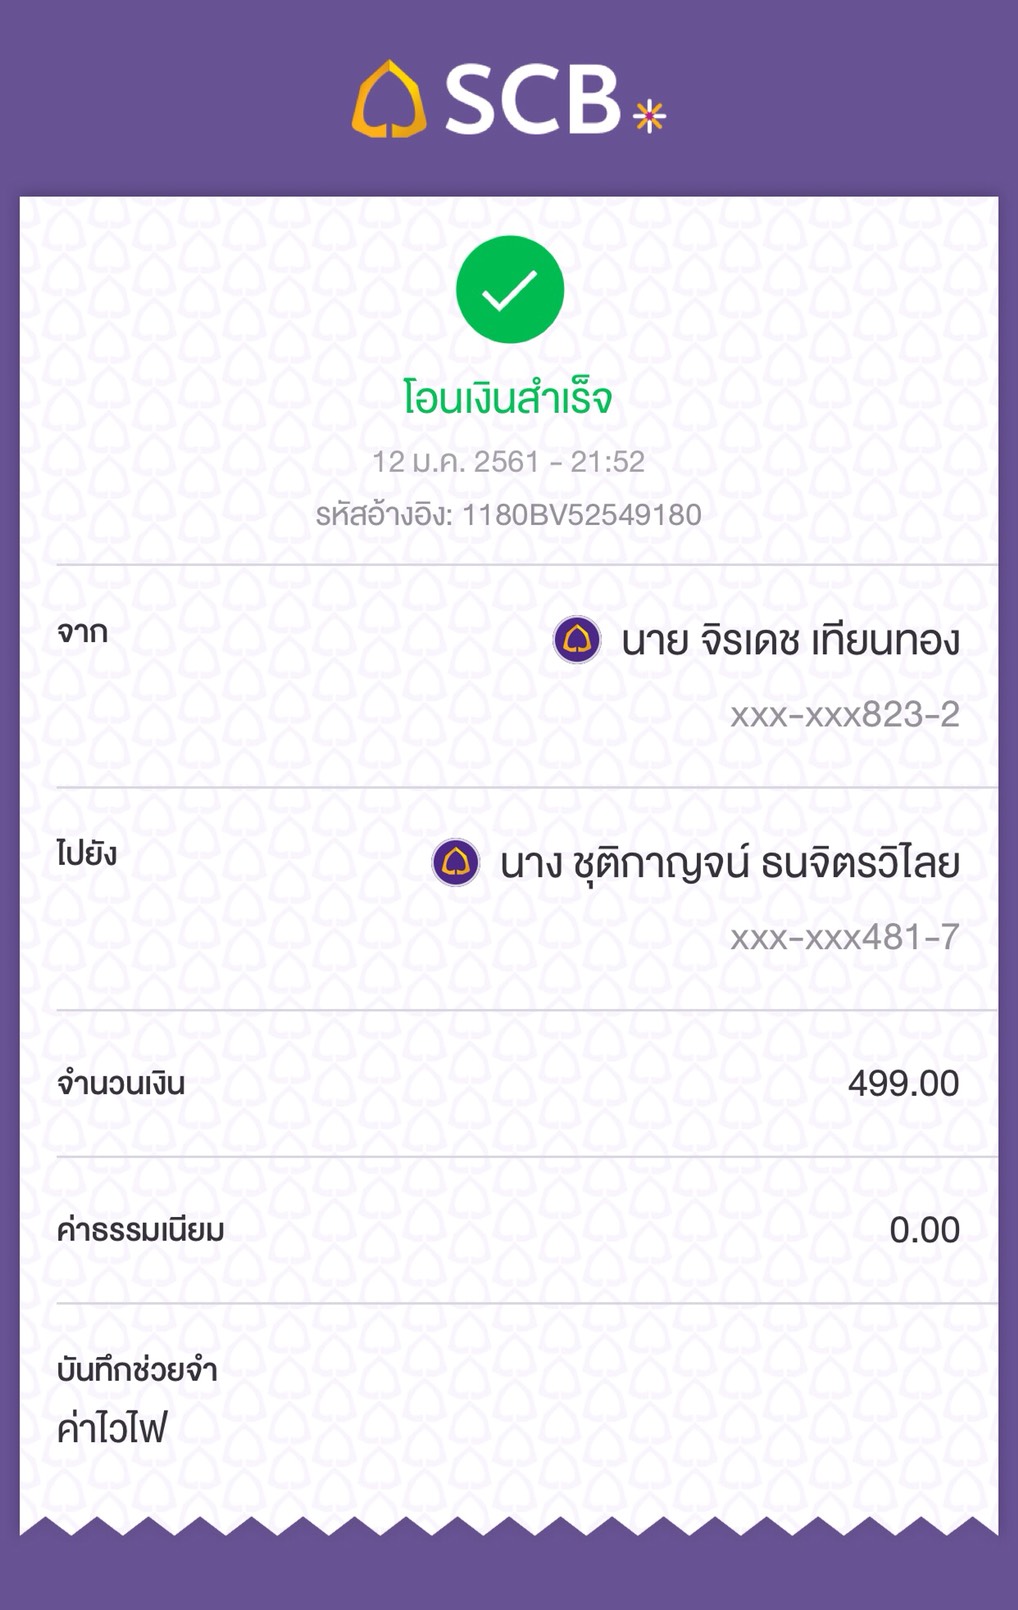 SCB
โอนเงินสำเร็จ
12 ม.ค. 2561 - 21:52
รหัสอ้างอิง: 1180BV52549180
จาก
นาย จิรเดช เทียนทอง
xxx-xxx823-2
ไปยัง
นาง ชุติกาญจน์ ธนจิตรวิไลย
xxx-xxx481-7
จำนวนเงิน 499.00
ค่าธรรมเนียม 0.00
บันทึกช่วยจำ
ค่าไวไฟ